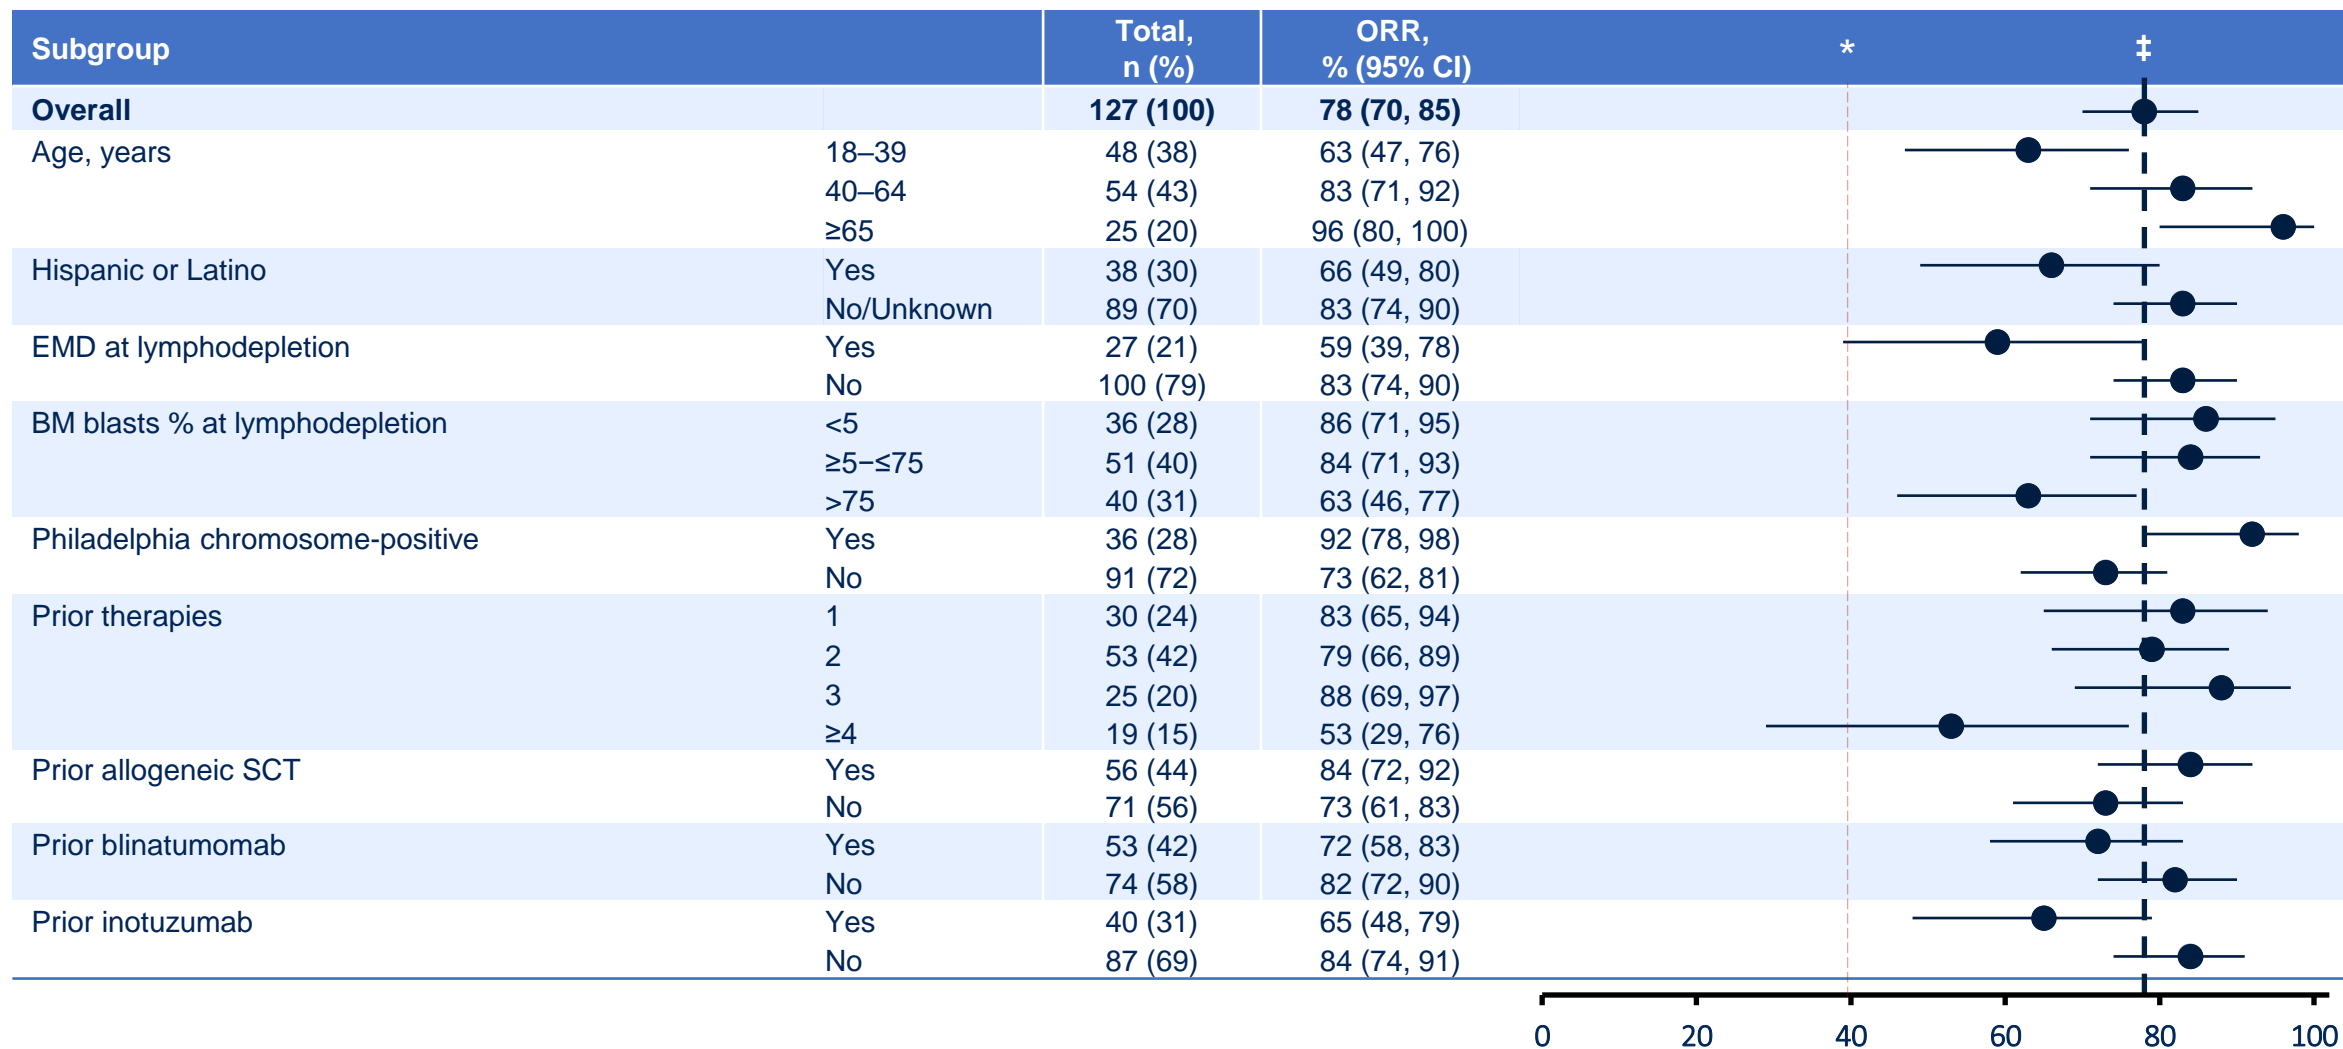 Subgroup Total, n (%) ORR, % (95% CI) * ‡
Overall 127 (100) 78 (70, 85)
Age, years 18–39 48 (38) 63 (47, 76)
40–64 54 (43) 83 (71, 92)
≥65 25 (20) 96 (80, 100)
Hispanic or Latino Yes 38 (30) 66 (49, 80)
No/Unknown 89 (70) 83 (74, 90)
EMD at lymphodepletion Yes 27 (21) 59 (39, 78)
No 100 (79) 83 (74, 90)
BM blasts % at lymphodepletion <5 36 (28) 86 (71, 95)
≥5−≤75 51 (40) 84 (71, 93)
>75 40 (31) 63 (46, 77)
Philadelphia chromosome-positive Yes 36 (28) 92 (78, 98)
No 91 (72) 73 (62, 81)
Prior therapies 1 30 (24) 83 (65, 94)
2 53 (42) 79 (66, 89)
3 25 (20) 88 (69, 97)
≥4 19 (15) 53 (29, 76)
Prior allogeneic SCT Yes 56 (44) 84 (72, 92)
No 71 (56) 73 (61, 83)
Prior blinatumomab Yes 53 (42) 72 (58, 83)
No 74 (58) 82 (72, 90)
Prior inotuzumab Yes 40 (31) 65 (48, 79)
No 87 (69) 84 (74, 91)
0 20 40 60 80 100